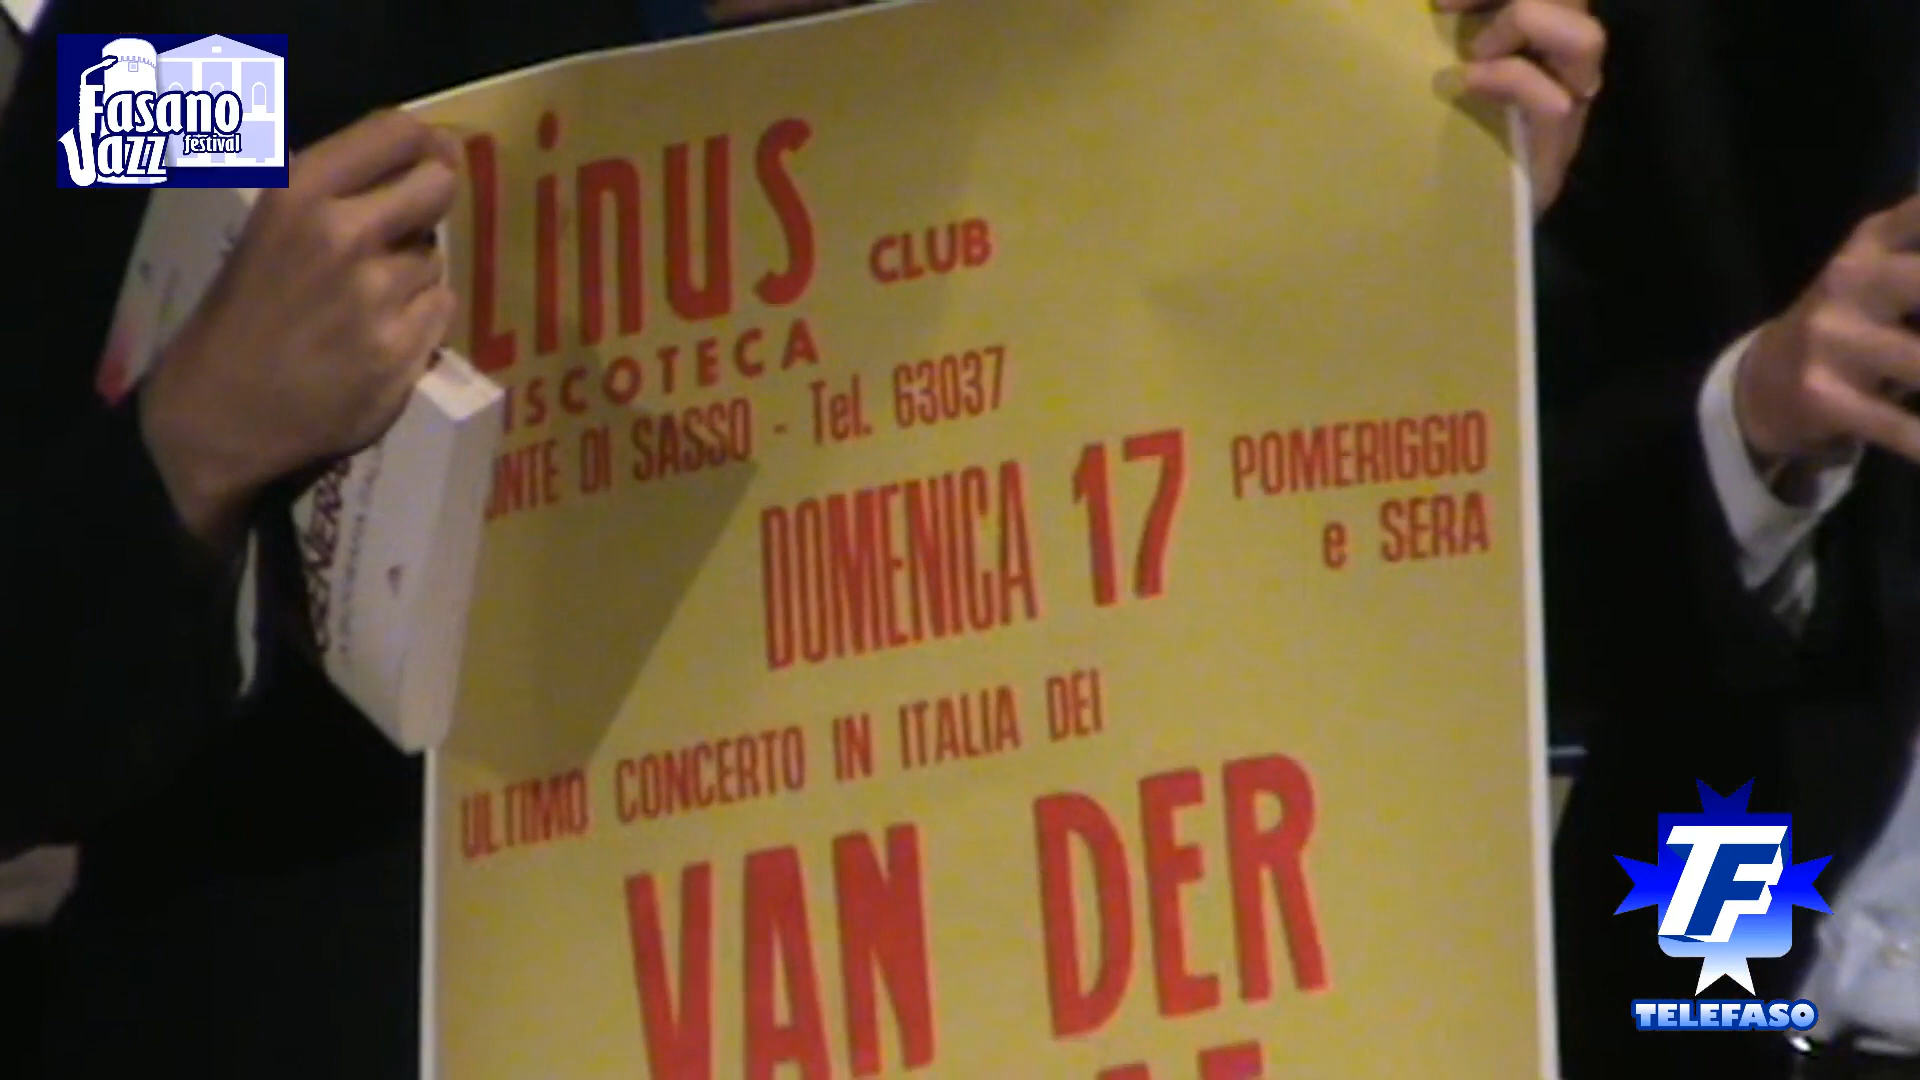 Fasano
Jazz festival
Linus CLUB
ISCOTECA
DI SASSO - Tel. 63037
DOMENICA 17 POMERIGGIO
e SERA
ULTIMO CONCERTO IN ITALIA DEI
VAN DER
TF
TELEFASO